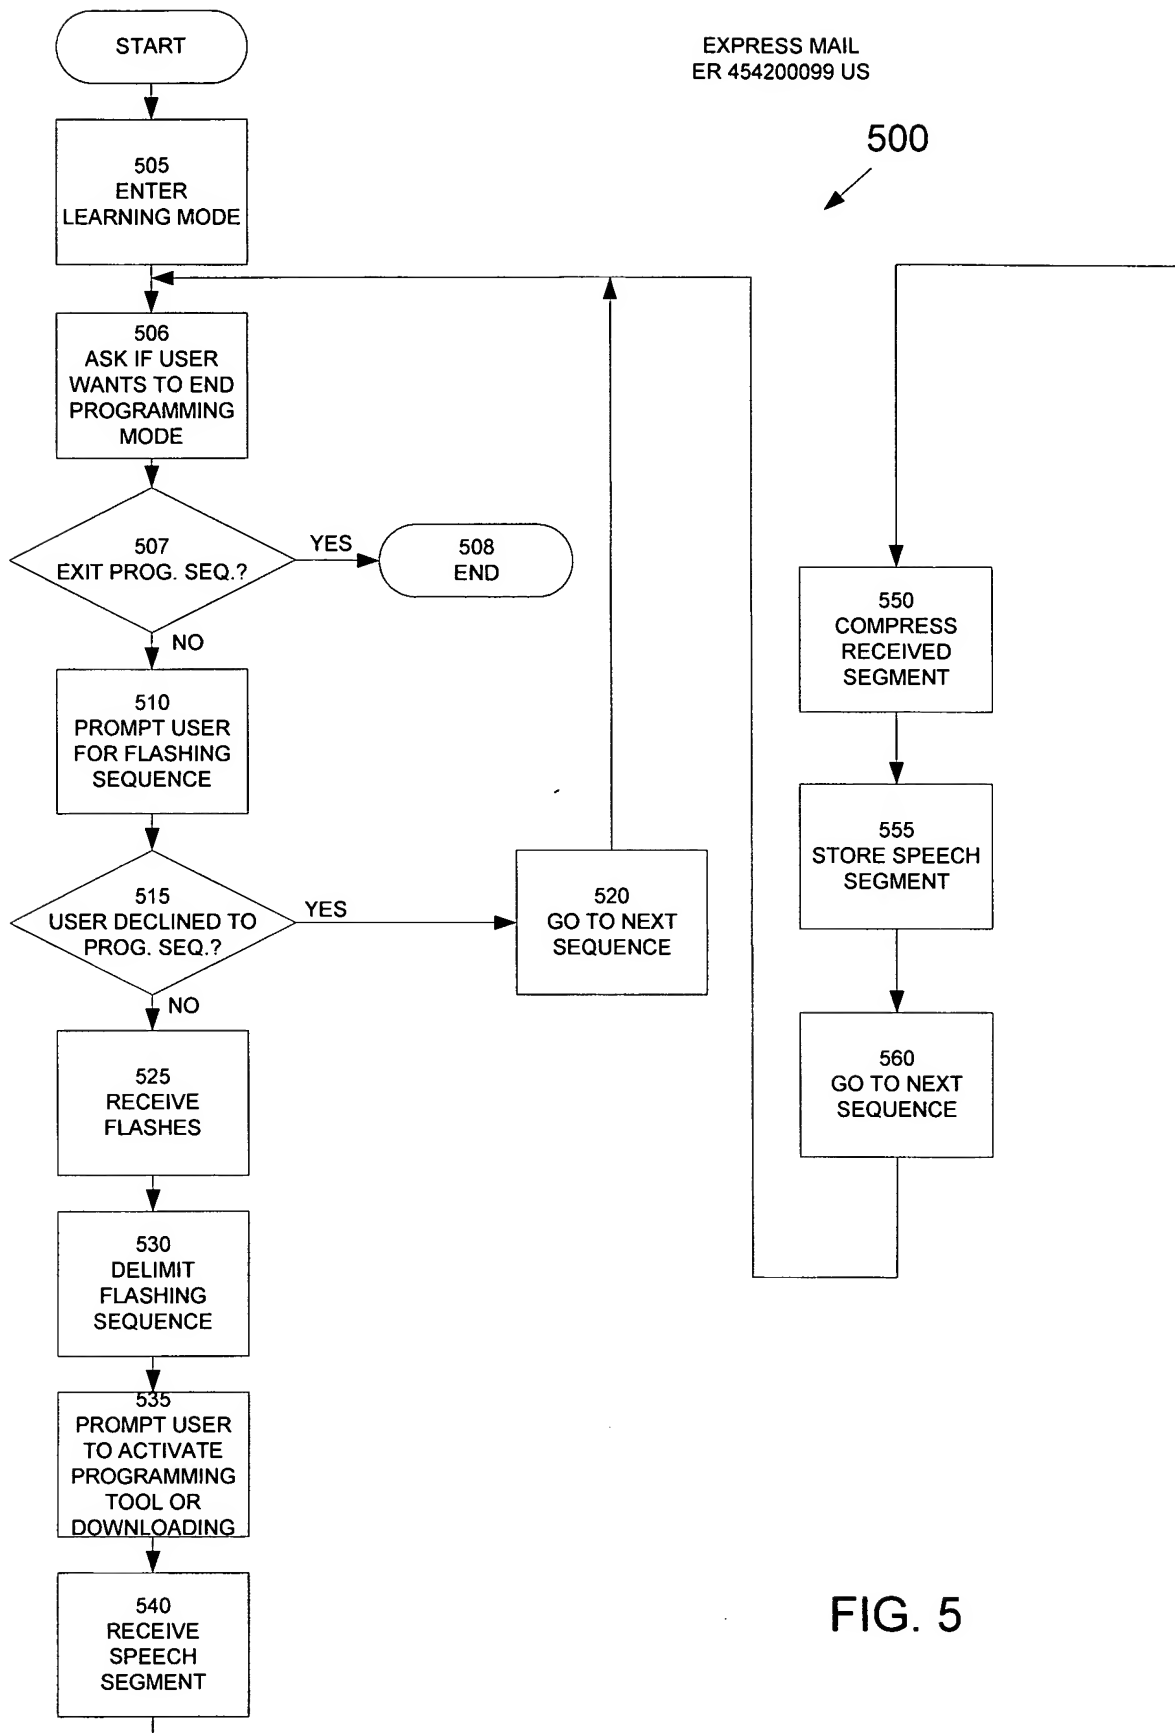 START
EXPRESS MAIL
ER 454200099 US
500
505
ENTER
LEARNING MODE
506
ASK IF USER
WANTS TO END
PROGRAMMING
MODE
507
EXIT PROG. SEQ.?
YES
508
END
NO
510
PROMPT USER
FOR FLASHING
SEQUENCE
515
USER DECLINED TO
PROG. SEQ.?
YES
520
GO TO NEXT
SEQUENCE
NO
525
RECEIVE
FLASHES
530
DELIMIT
FLASHING
SEQUENCE
535
PROMPT USER
TO ACTIVATE
PROGRAMMING
TOOL OR
DOWNLOADING
540
RECEIVE
SPEECH
SEGMENT
550
COMPRESS
RECEIVED
SEGMENT
555
STORE SPEECH
SEGMENT
560
GO TO NEXT
SEQUENCE
FIG. 5